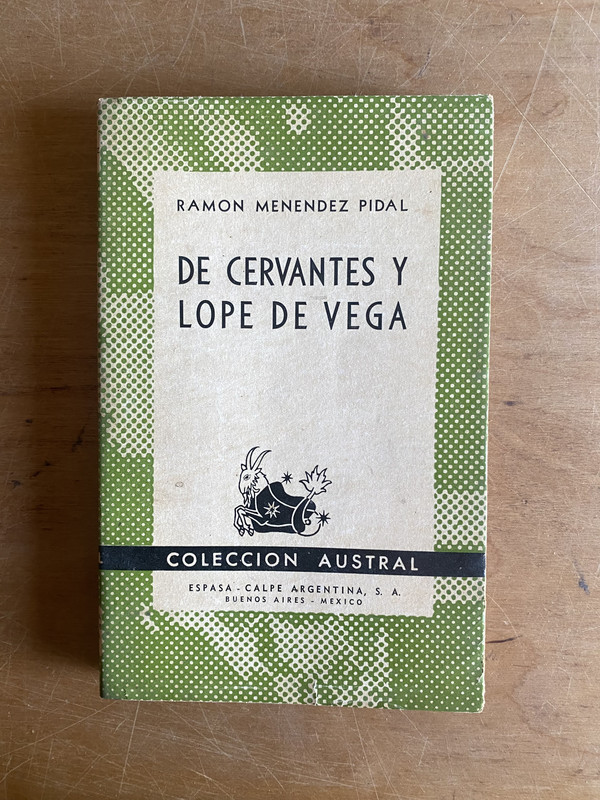 RAMON MENENDEZ PIDAL
DE CERVANTES Y
LOPE DE VEGA
COLECCION AUSTRAL
ESPASA - CALPE ARGENTINA, S. A.
BUENOS AIRES - MEXICO